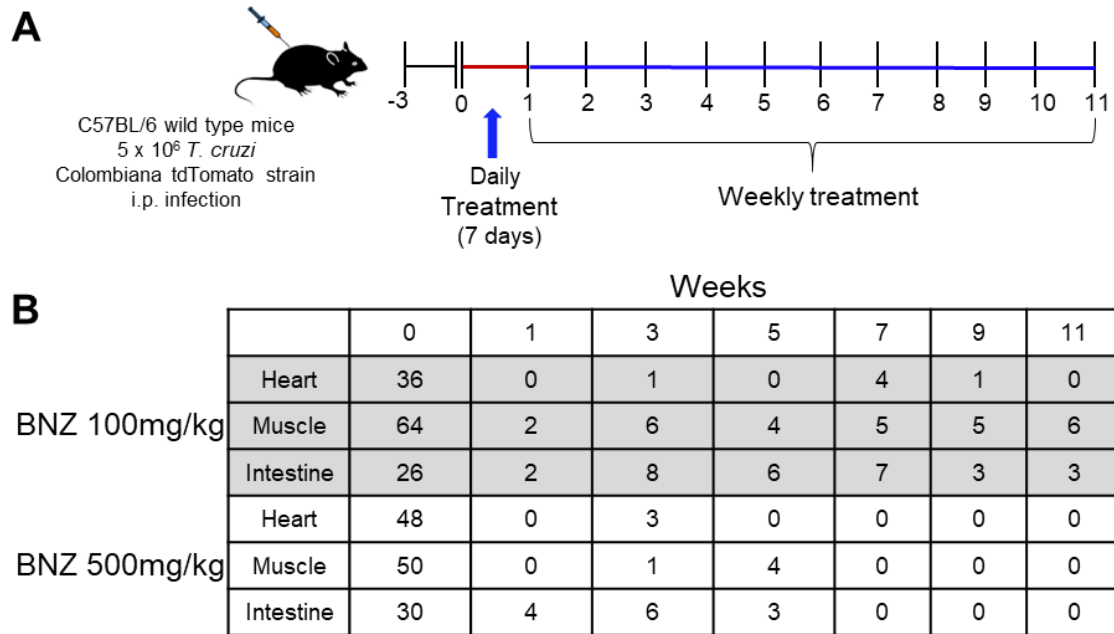 A
-3 0 1 2 3 4 5 6 7 8 9 10 11
C57BL/6 wild type mice
5 x 10⁶ T. cruzi
Colombiana tdTomato strain
i.p. infection
Daily
Treatment
(7 days)
Weekly treatment
B
Weeks
0 1 3 5 7 9 11
BNZ 100mg/kg
Heart 36 0 1 0 4 1 0
Muscle 64 2 6 4 5 5 6
Intestine 26 2 8 6 7 3 3
BNZ 500mg/kg
Heart 48 0 3 0 0 0 0
Muscle 50 0 1 4 0 0 0
Intestine 30 4 6 3 0 0 0